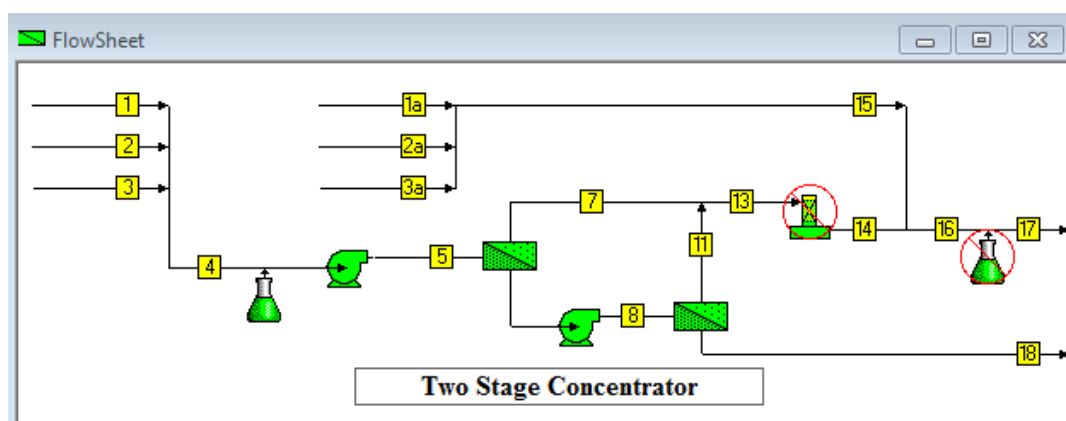 FlowSheet
1 1a 15
2 2a
3 3a
7 13
14 16 17
11
4 5
8
18
Two Stage Concentrator